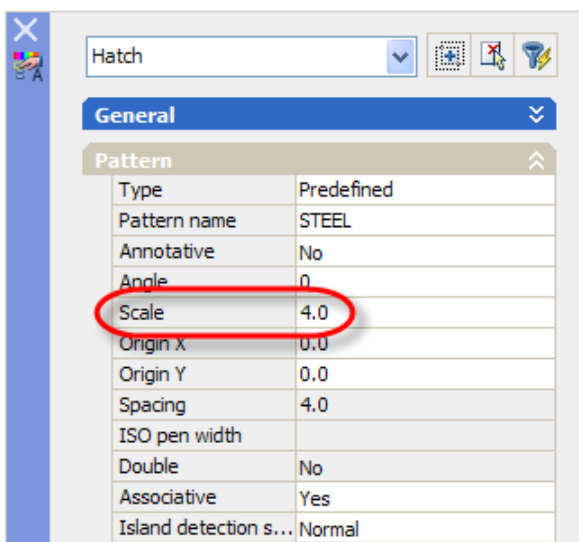 Hatch
General
Pattern
Type Predefined
Pattern name STEEL
Annotative No
Angle 0
Scale 4.0
Origin X 0.0
Origin Y 0.0
Spacing 4.0
ISO pen width
Double No
Associative Yes
Island detection s... Normal